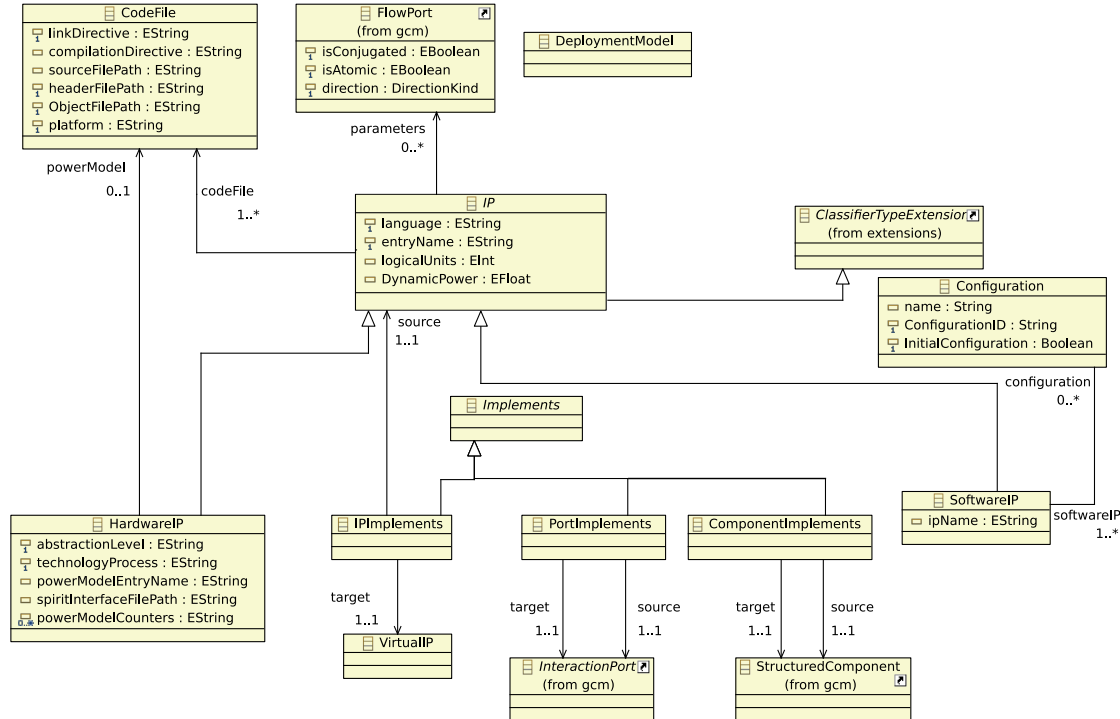 CodeFile
linkDirective : EString
compilationDirective : EString
sourceFilePath : EString
headerFilePath : EString
ObjectFilePath : EString
platform : EString
FlowPort
(from gcm)
isConjugated : EBoolean
isAtomic : EBoolean
direction : DirectionKind
DeploymentModel
powerModel
0..1
codeFile
1..*
parameters
0..*
IP
language : EString
entryName : EString
logicalUnits : EInt
DynamicPower : EFloat
ClassifierTypeExtension
(from extensions)
Configuration
name : String
ConfigurationID : String
InitialConfiguration : Boolean
source
1..1
configuration
0..*
Implements
HardwareIP
abstractionLevel : EString
technologyProcess : EString
powerModelEntryName : EString
spiritInterfaceFilePath : EString
powerModelCounters : EString
IPImplements
PortImplements
ComponentImplements
SoftwareIP
ipName : EString
softwareIP
1..*
target
1..1
target
1..1
source
1..1
target
1..1
source
1..1
VirtualIP
InteractionPort
(from gcm)
StructuredComponent
(from gcm)